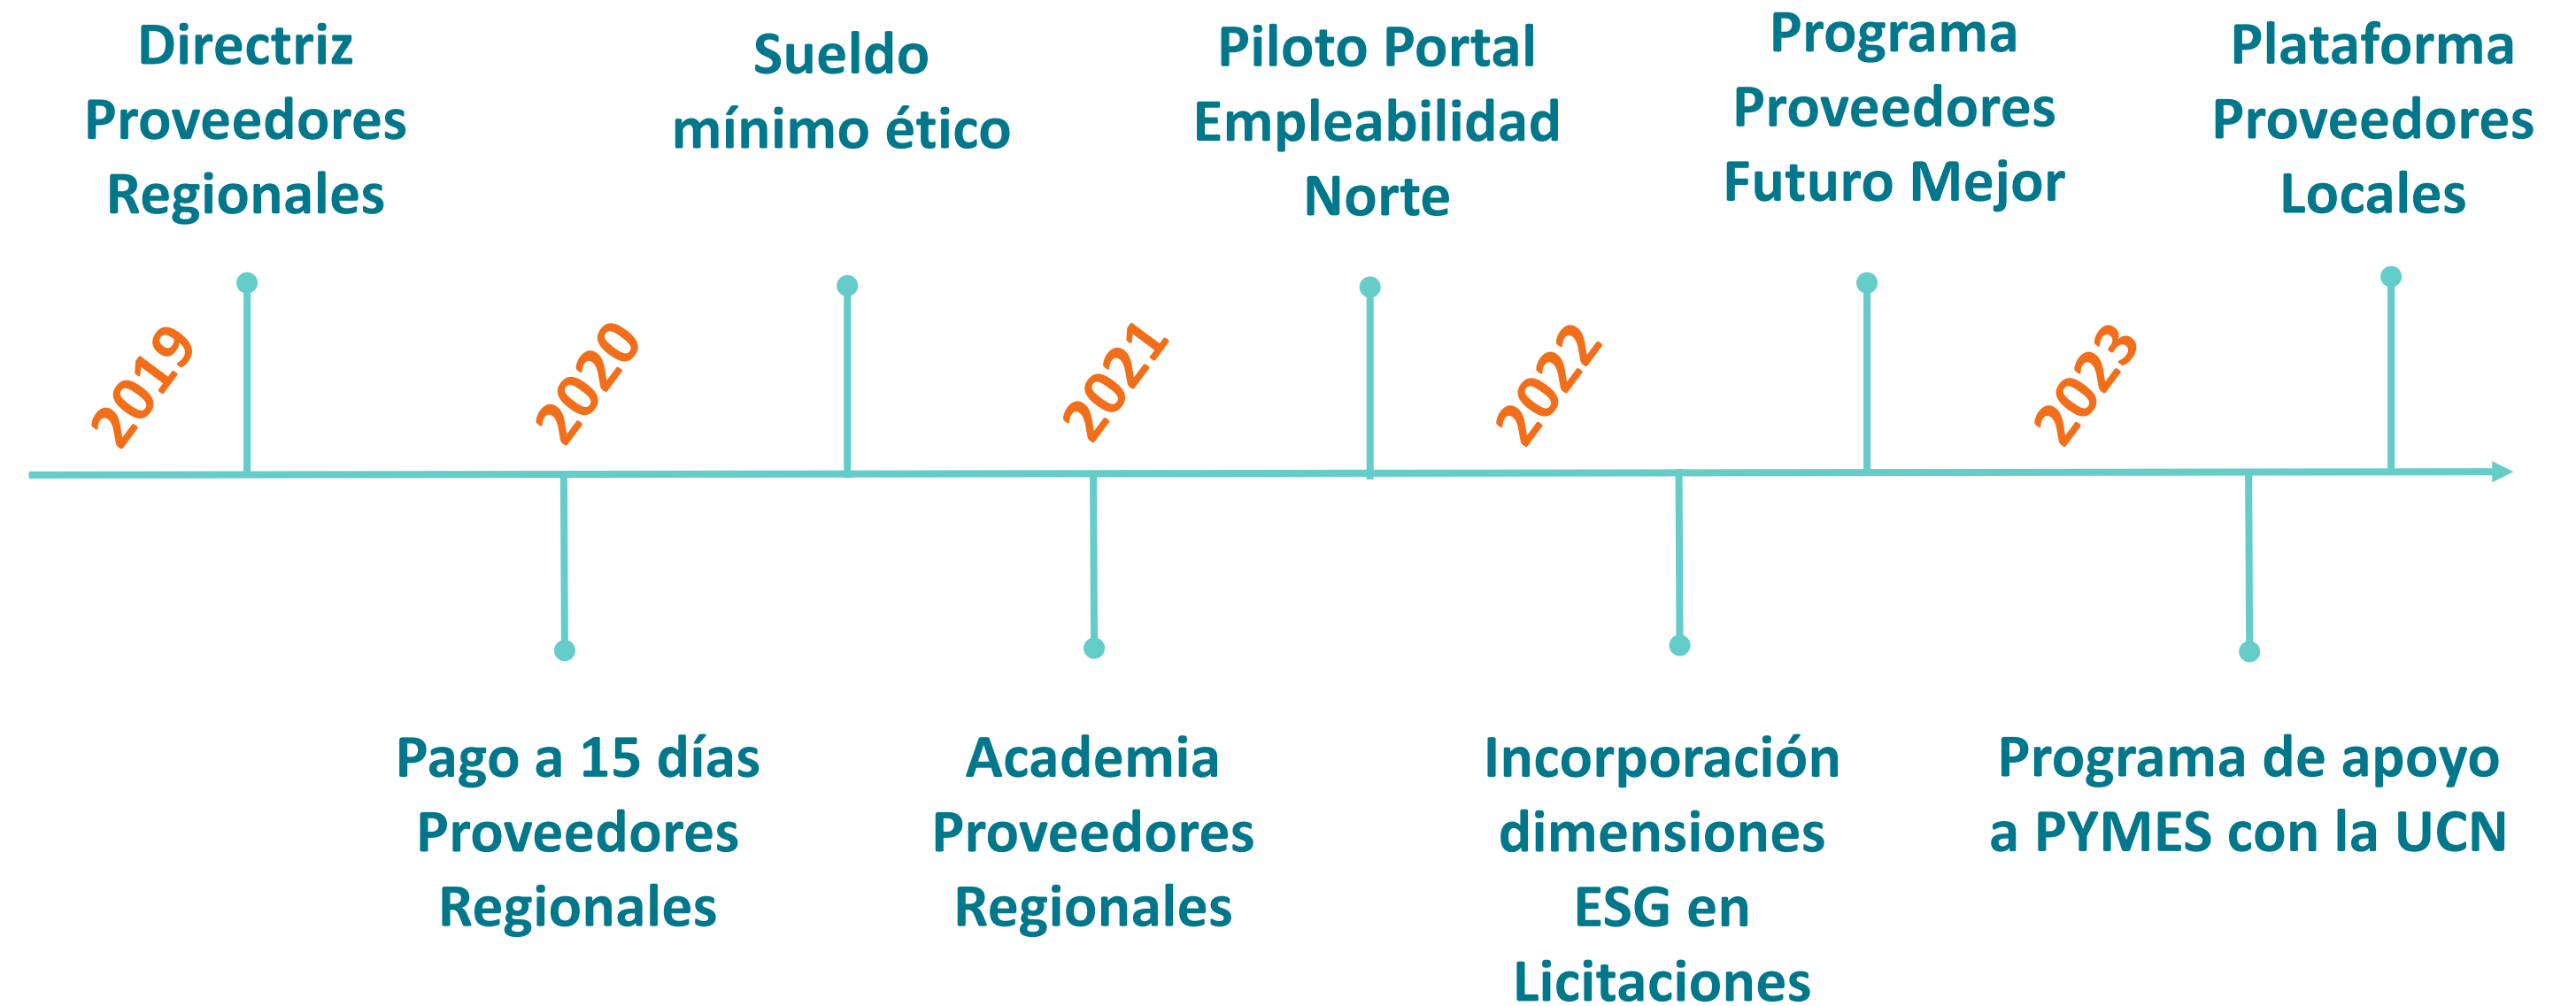 Directriz
Proveedores
Regionales
Sueldo
mínimo ético
Piloto Portal
Empleabilidad
Norte
Programa
Proveedores
Futuro Mejor
Plataforma
Proveedores
Locales
2019
2020
2021
2022
2023
Pago a 15 días
Proveedores
Regionales
Academia
Proveedores
Regionales
Incorporación
dimensiones
ESG en
Licitaciones
Programa de apoyo
a PYMES con la UCN